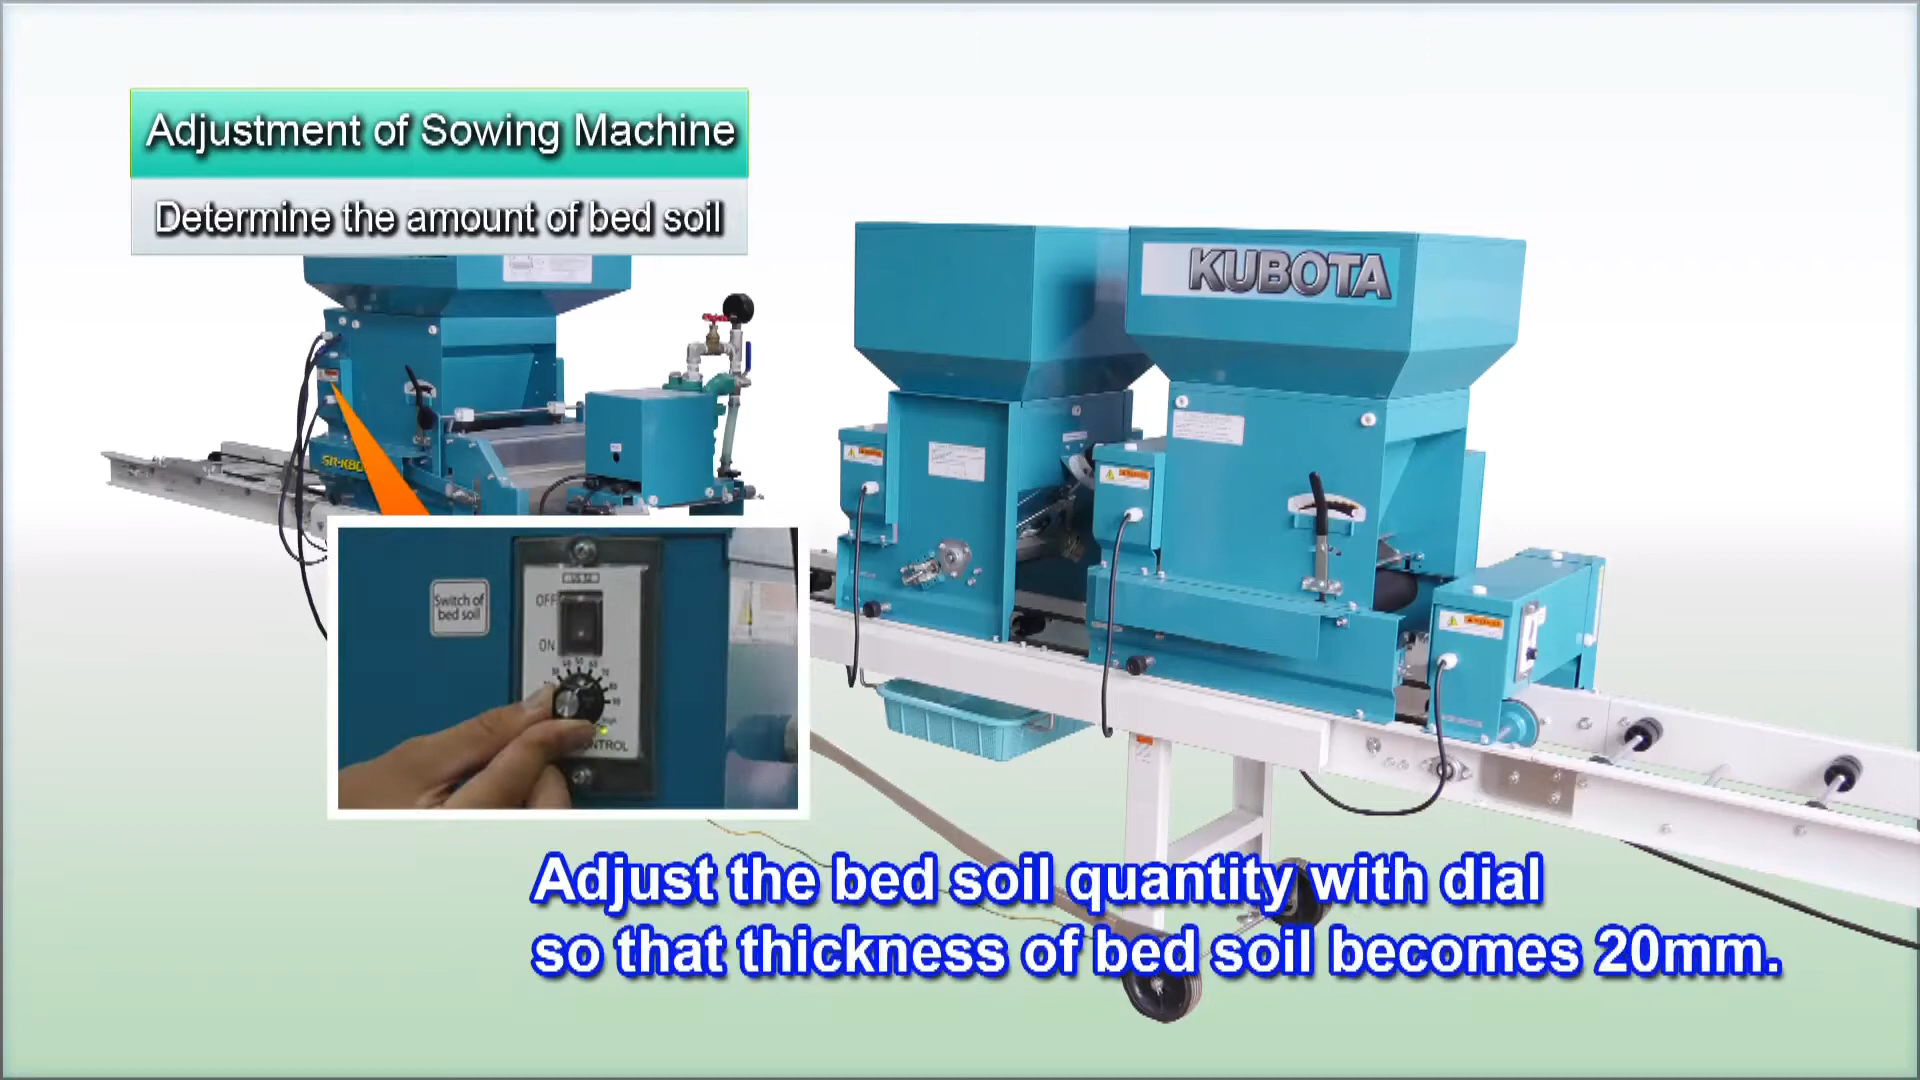 Adjustment of Sowing Machine
Determine the amount of bed soil
KUBOTA
Switch of
bed soil
OFF
ON
Adjust the bed soil quantity with dial
so that thickness of bed soil becomes 20mm.